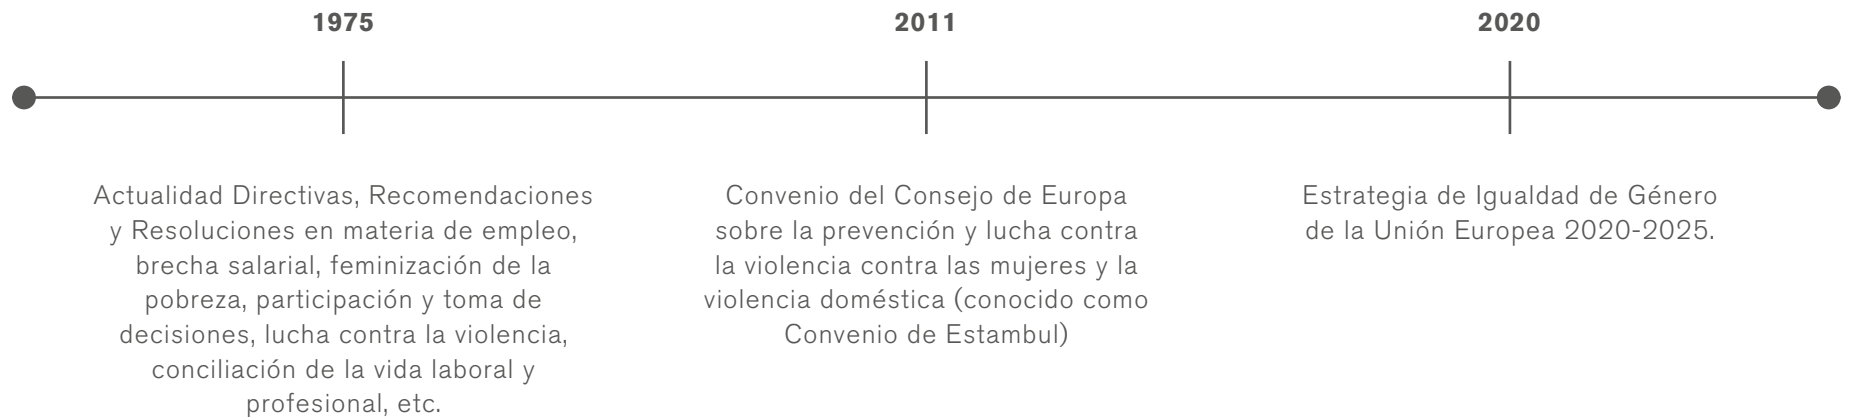 1975
Actualidad Directivas, Recomendaciones
y Resoluciones en materia de empleo,
brecha salarial, feminización de la
pobreza, participación y toma de
decisiones, lucha contra la violencia,
conciliación de la vida laboral y
profesional, etc.
2011
Convenio del Consejo de Europa
sobre la prevención y lucha contra
la violencia contra las mujeres y la
violencia doméstica (conocido como
Convenio de Estambul)
2020
Estrategia de Igualdad de Género
de la Unión Europea 2020-2025.